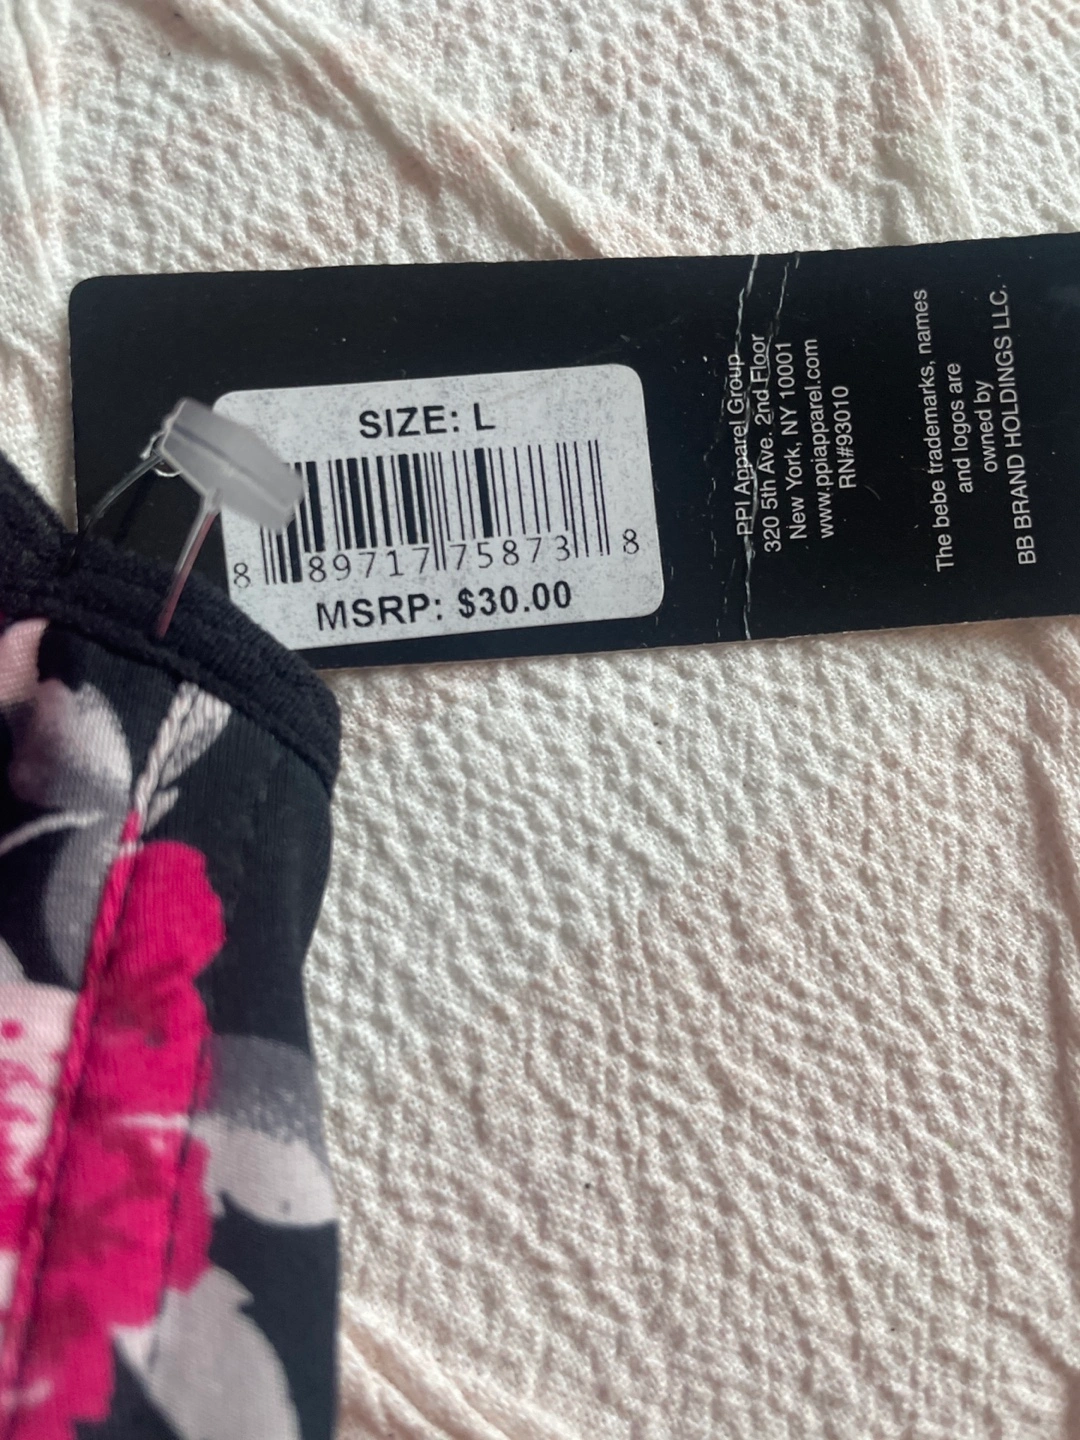 SIZE: L
8 89717 75873 8
MSRP: $30.00
PPI Apparel Group
320 5th Ave. 2nd Floor
New York, NY 10001
www.ppiapparel.com
RN#93010
The bebe trademarks, names
and logos are
owned by
BB BRAND HOLDINGS LLC.